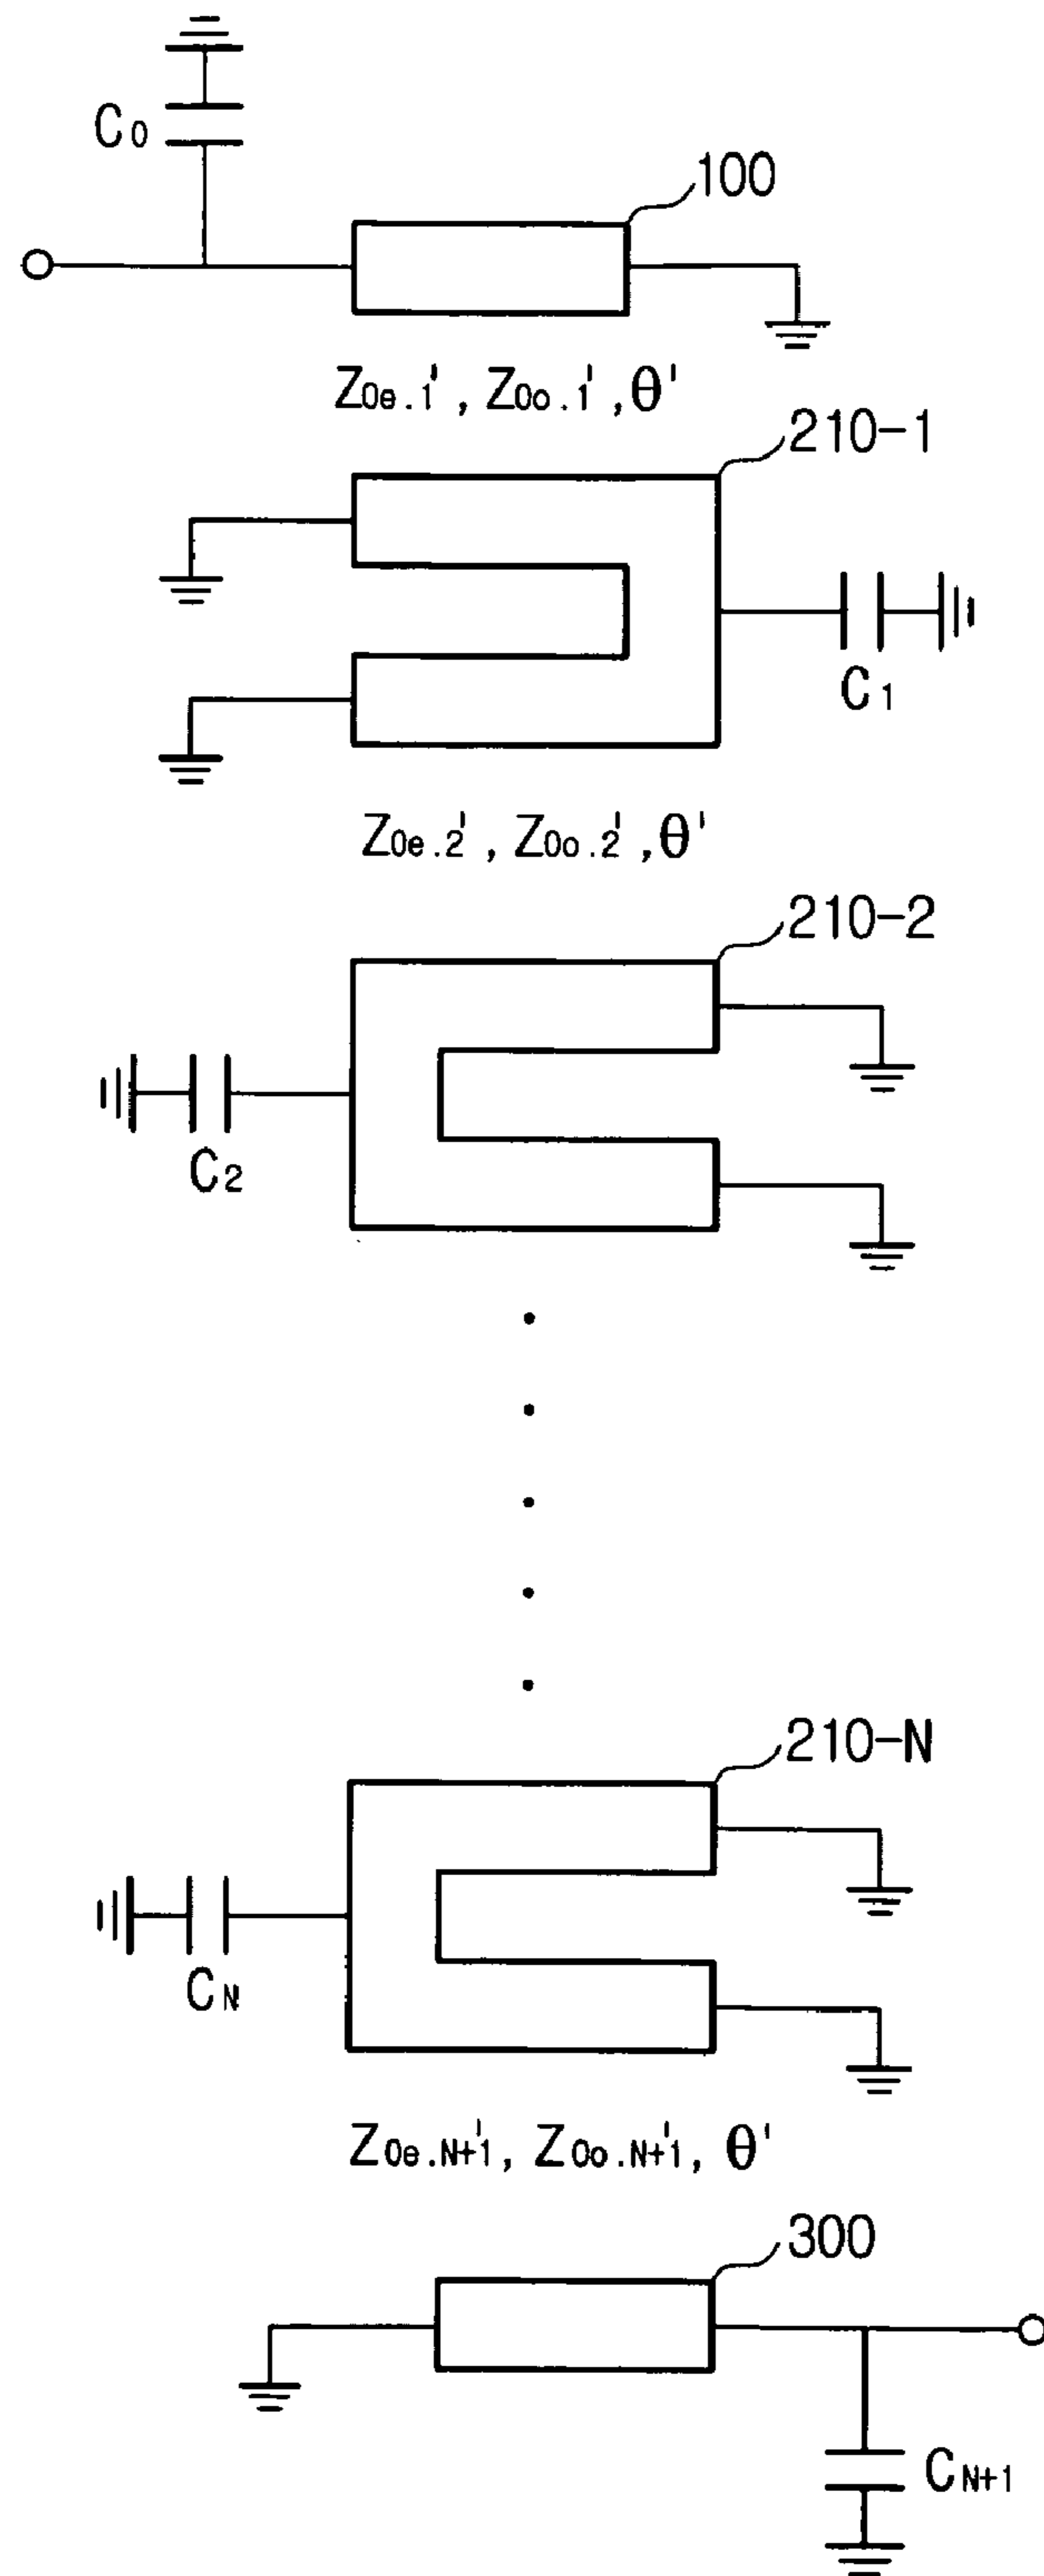 C0
100
Z0e.1', Z0o.1', θ'
210-1
C1
Z0e.2', Z0o.2', θ'
210-2
C2
210-N
CN
Z0e.N+1', Z0o.N+1', θ'
300
CN+1